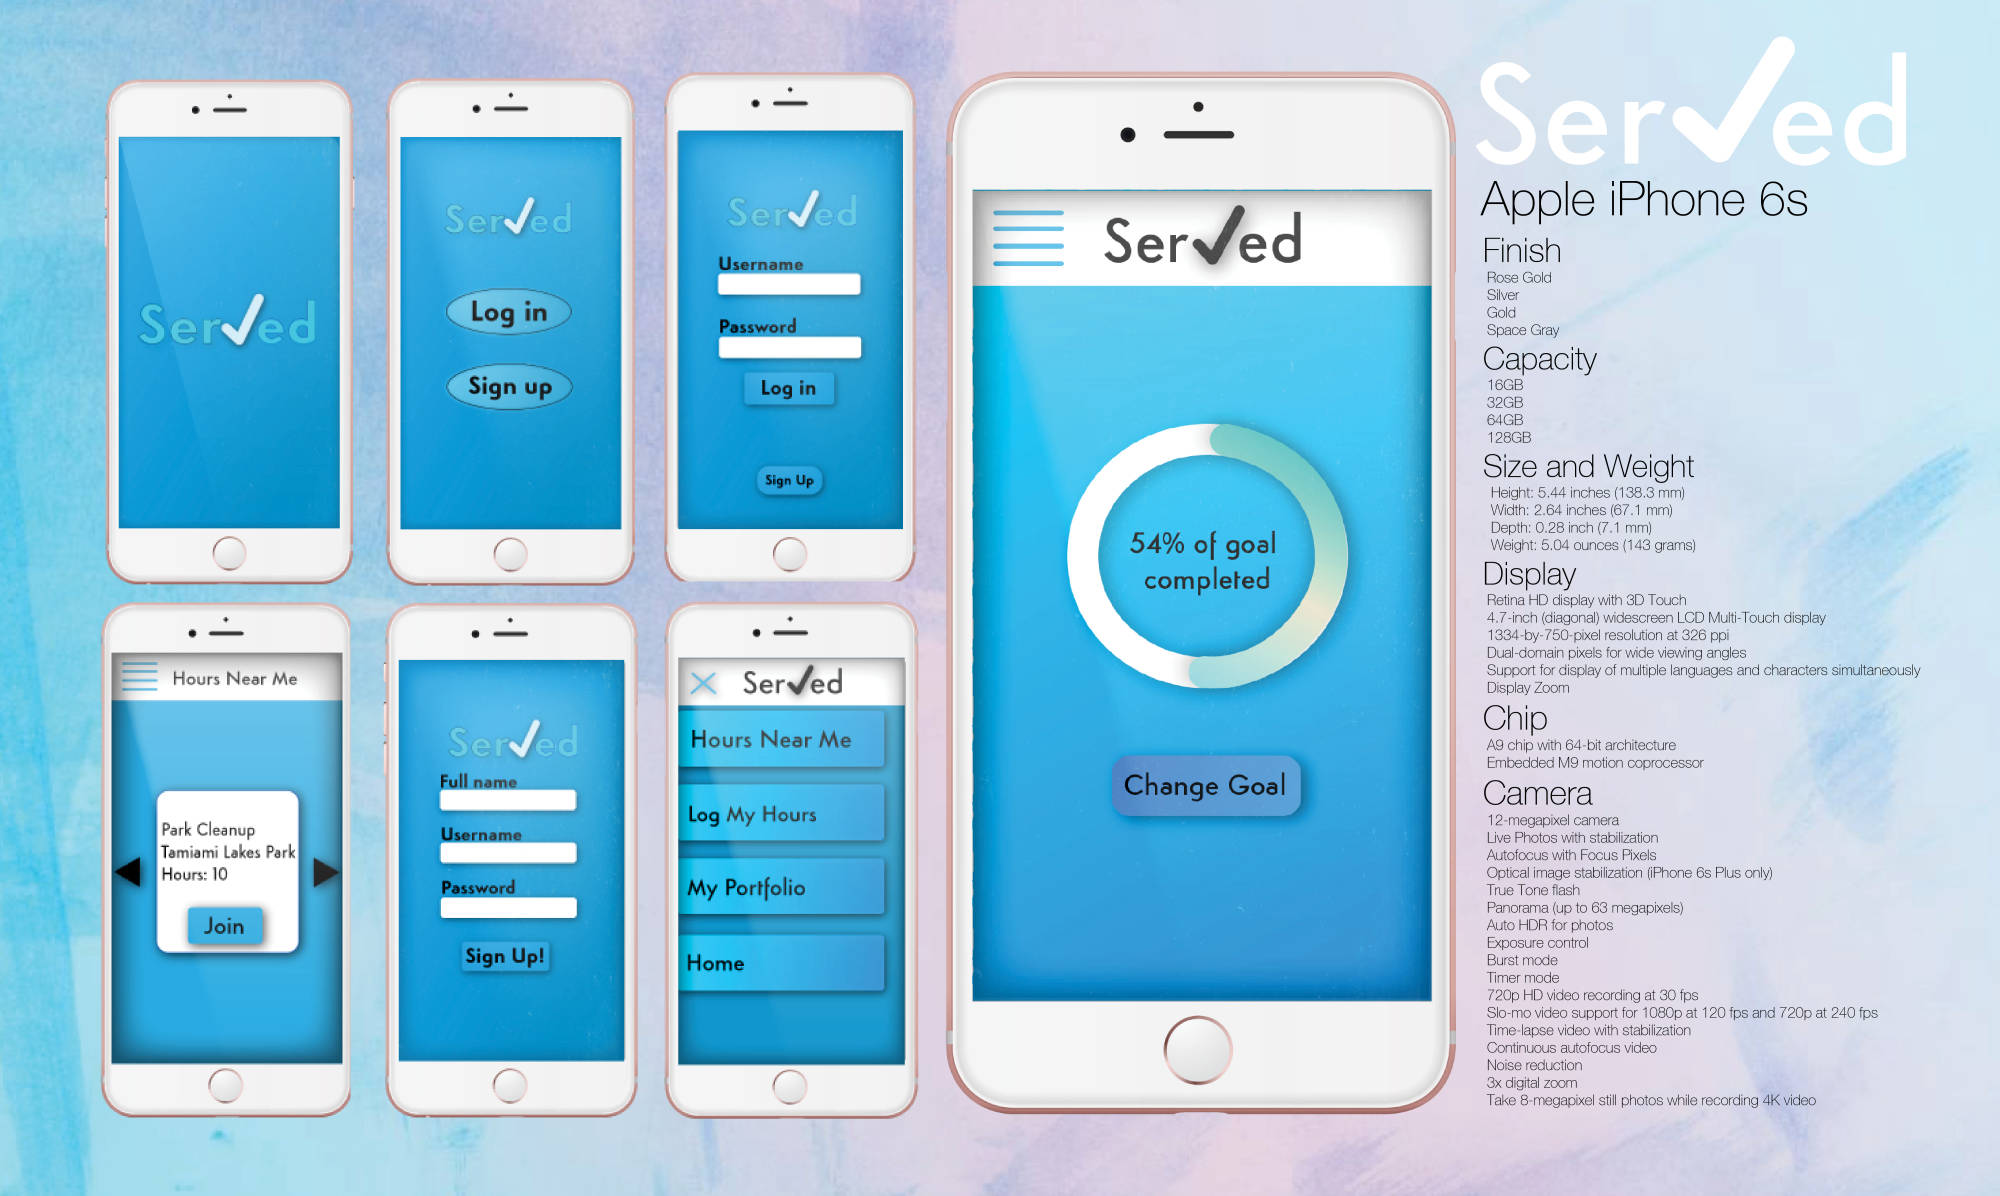 Served
Served
Log in
Sign up
Served
Username
Password
Log in
Sign Up
Hours Near Me
Park Cleanup
Tamiami Lakes Park
Hours: 10
Join
Served
Full name
Username
Password
Sign Up!
Served
Hours Near Me
Log My Hours
My Portfolio
Home
Served
54% of goal
completed
Change Goal
Served
Apple iPhone 6s
Finish
Rose Gold
Silver
Gold
Space Gray
Capacity
16GB
32GB
64GB
128GB
Size and Weight
Height: 5.44 inches (138.3 mm)
Width: 2.64 inches (67.1 mm)
Depth: 0.28 inch (7.1 mm)
Weight: 5.04 ounces (143 grams)
Display
Retina HD display with 3D Touch
4.7-inch (diagonal) widescreen LCD Multi-Touch display
1334-by-750-pixel resolution at 326 ppi
Dual-domain pixels for wide viewing angles
Support for display of multiple languages and characters simultaneously
Display Zoom
Chip
A9 chip with 64-bit architecture
Embedded M9 motion coprocessor
Camera
12-megapixel camera
Live Photos with stabilization
Autofocus with Focus Pixels
Optical image stabilization (iPhone 6s Plus only)
True Tone flash
Panorama (up to 63 megapixels)
Auto HDR for photos
Exposure control
Burst mode
Timer mode
720p HD video recording at 30 fps
Slo-mo video support for 1080p at 120 fps and 720p at 240 fps
Time-lapse video with stabilization
Continuous autofocus video
Noise reduction
3x digital zoom
Take 8-megapixel still photos while recording 4K video